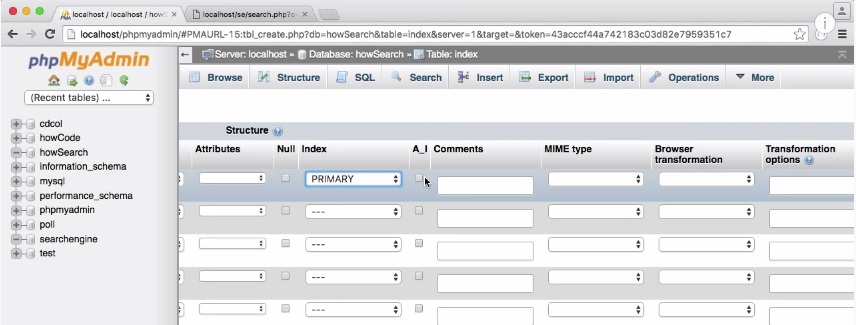 localhost / localhost / how
localhost/se/search.php?
localhost/phpmyadmin/#PMAURL-15:tbl_create.php?db=howSearch&table=index&server=1&target=&token=43acccf44a742183c03d82e7959351c7
phpMyAdmin
Server: localhost » Database: howSearch » Table: index
Browse Structure SQL Search Insert Export Import Operations More
(Recent tables) ...
cdcol
howCode
howSearch
information_schema
mysql
performance_schema
phpmyadmin
poll
searchengine
test
Structure
Attributes Null Index A_I Comments MIME type Browser transformation Transformation options
PRIMARY
---
---
---
---